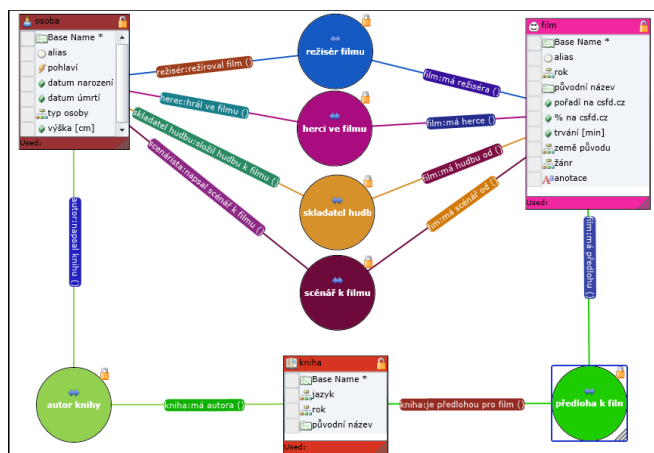 osoba
Base Name *
alias
pohlaví
datum narození
datum úmrtí
typ osoby
výška [cm]
Used:
film
Base Name *
alias
rok
původní název
pořadí na csfd.cz
% na csfd.cz
trvání [min]
země původu
žánr
anotace
Used:
režisér filmu
režisér:režiroval film ()
film:má režiséra ()
herci ve filmu
herec:hrál ve filmu ()
film:má herce ()
skladatel hudb
skladatel hudbu:složil hudbu k filmu ()
film:má hudbu od ()
scénář k filmu
scenárista:napsal scénář k filmu ()
film:má scénář od ()
autor:napsal knihu ()
film:má předlohu ()
autor knihy
kniha:má autora ()
kniha
Base Name *
jazyk
rok
původní název
Used:
kniha:je předlohou pro film ()
předloha k film